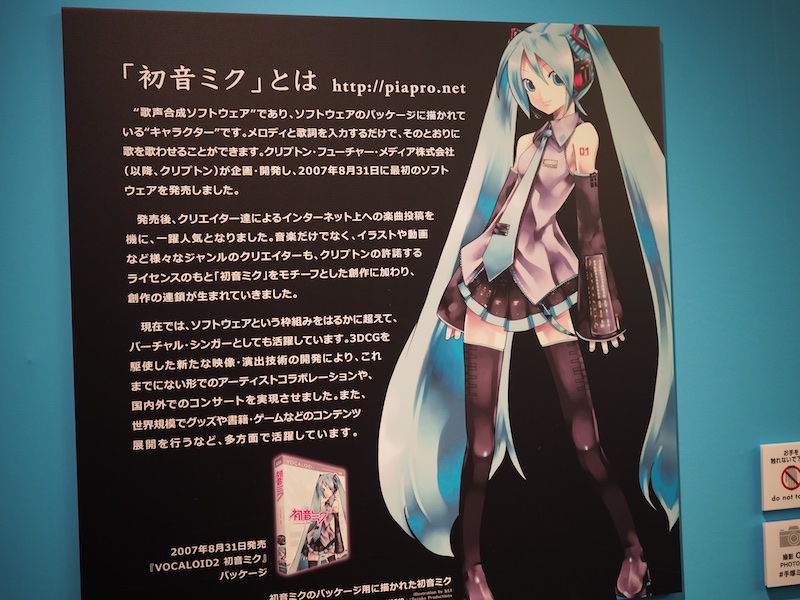 「初音ミク」とは http://piapro.net
“歌声合成ソフトウェア”であり、ソフトウェアのパッケージに描かれて
いる“キャラクター”です。メロディと歌詞を入力するだけで、そのとおりに
歌を歌わせることができます。クリプトン・フューチャー・メディア株式会社
(以降、クリプトン)が企画・開発し、2007年8月31日に最初のソフト
ウェアを発売しました。
発売後、クリエイター達によるインターネット上への楽曲投稿を
機に、一躍人気となりました。音楽だけでなく、イラストや動画
など様々なジャンルのクリエイターも、クリプトンの許諾する
ライセンスのもと「初音ミク」をモチーフとした創作に加わり、
創作の連鎖が生まれていきました。
現在では、ソフトウェアという枠組みをはるかに超えて、
バーチャル・シンガーとしても活躍しています。3DCGを
駆使した新たな映像・演出技術の開発により、これ
までにない形でのアーティストコラボレーションや、
国内外でのコンサートを実現させました。また、
世界規模でグッズや書籍・ゲームなどのコンテンツ
展開を行うなど、多方面で活躍しています。
01
初音ミク
初音ミク
2007年8月31日発売
『VOCALOID2 初音ミク』
パッケージ
初音ミクのパッケージ用に描かれた初音ミク
illustration by KEI
Tezuka Productions
お手を
触れないで
do not
撮影
PHOTO
#手塚